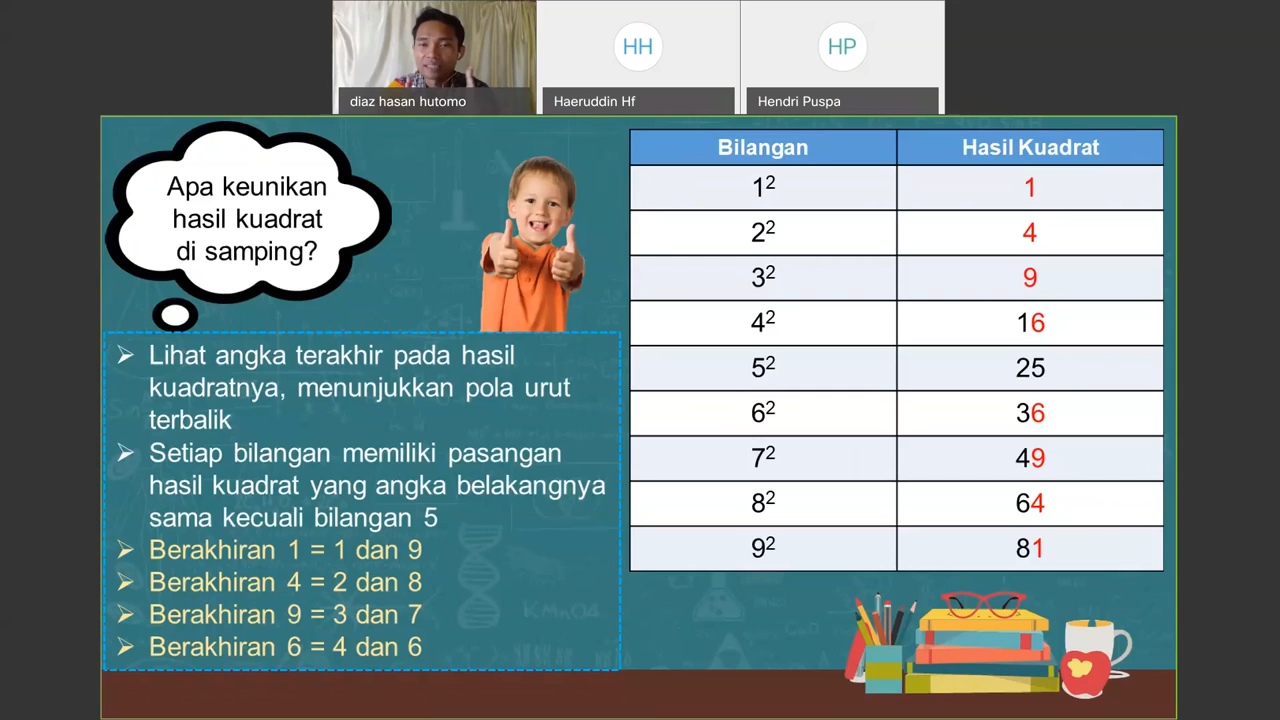 HH
HP
diaz hasan hutomo
Haeruddin Hf
Hendri Puspa
Apa keunikan
hasil kuadrat
di samping?
➢ Lihat angka terakhir pada hasil
kuadratnya, menunjukkan pola urut
terbalik
➢ Setiap bilangan memiliki pasangan
hasil kuadrat yang angka belakangnya
sama kecuali bilangan 5
➢ Berakhiran 1 = 1 dan 9
➢ Berakhiran 4 = 2 dan 8
➢ Berakhiran 9 = 3 dan 7
➢ Berakhiran 6 = 4 dan 6
Bilangan Hasil Kuadrat
1² 1
2² 4
3² 9
4² 16
5² 25
6² 36
7² 49
8² 64
9² 81
KMnO4